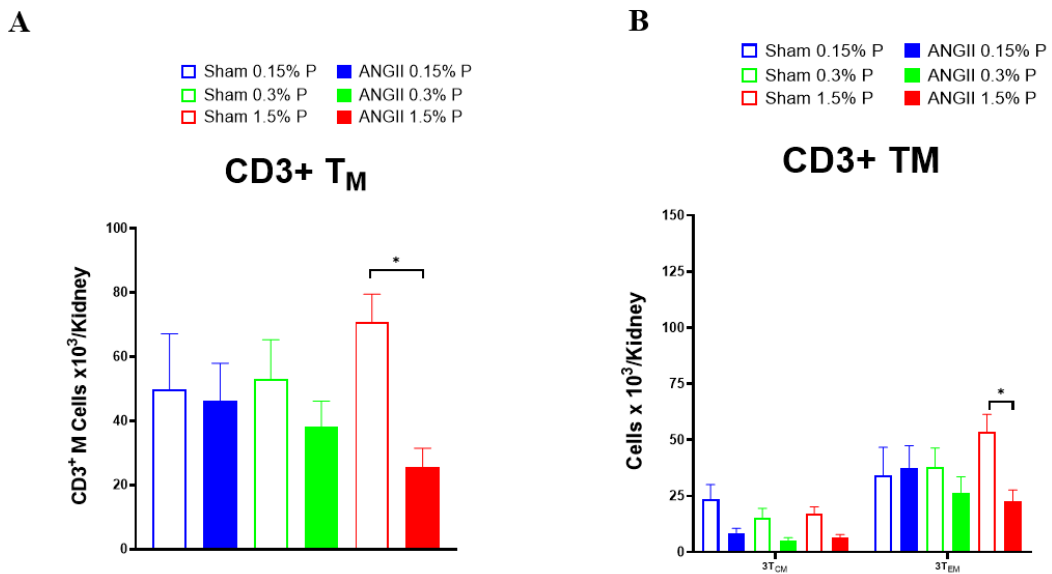 A
Sham 0.15% P ANGII 0.15% P
Sham 0.3% P ANGII 0.3% P
Sham 1.5% P ANGII 1.5% P
CD3+ TM
CD3⁺ M Cells x10³/Kidney
100
80
60
40
20
0
*
B
Sham 0.15% P ANGII 0.15% P
Sham 0.3% P ANGII 0.3% P
Sham 1.5% P ANGII 1.5% P
CD3+ TM
Cells x 10³/Kidney
150
125
100
75
50
25
0
*
3TCM 3TEM